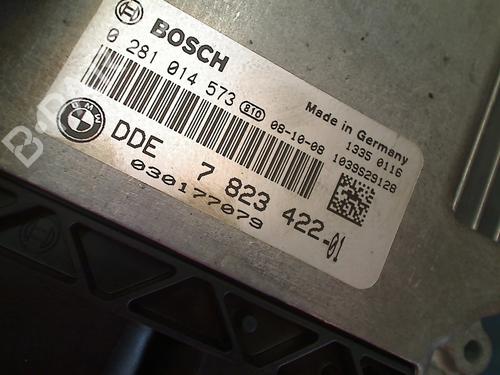 BOSCH
0 281 014 573 810 08-10-08
Made in Germany
1335 0116
1039S29128
BMW
DDE 7 823 422-01
030177079